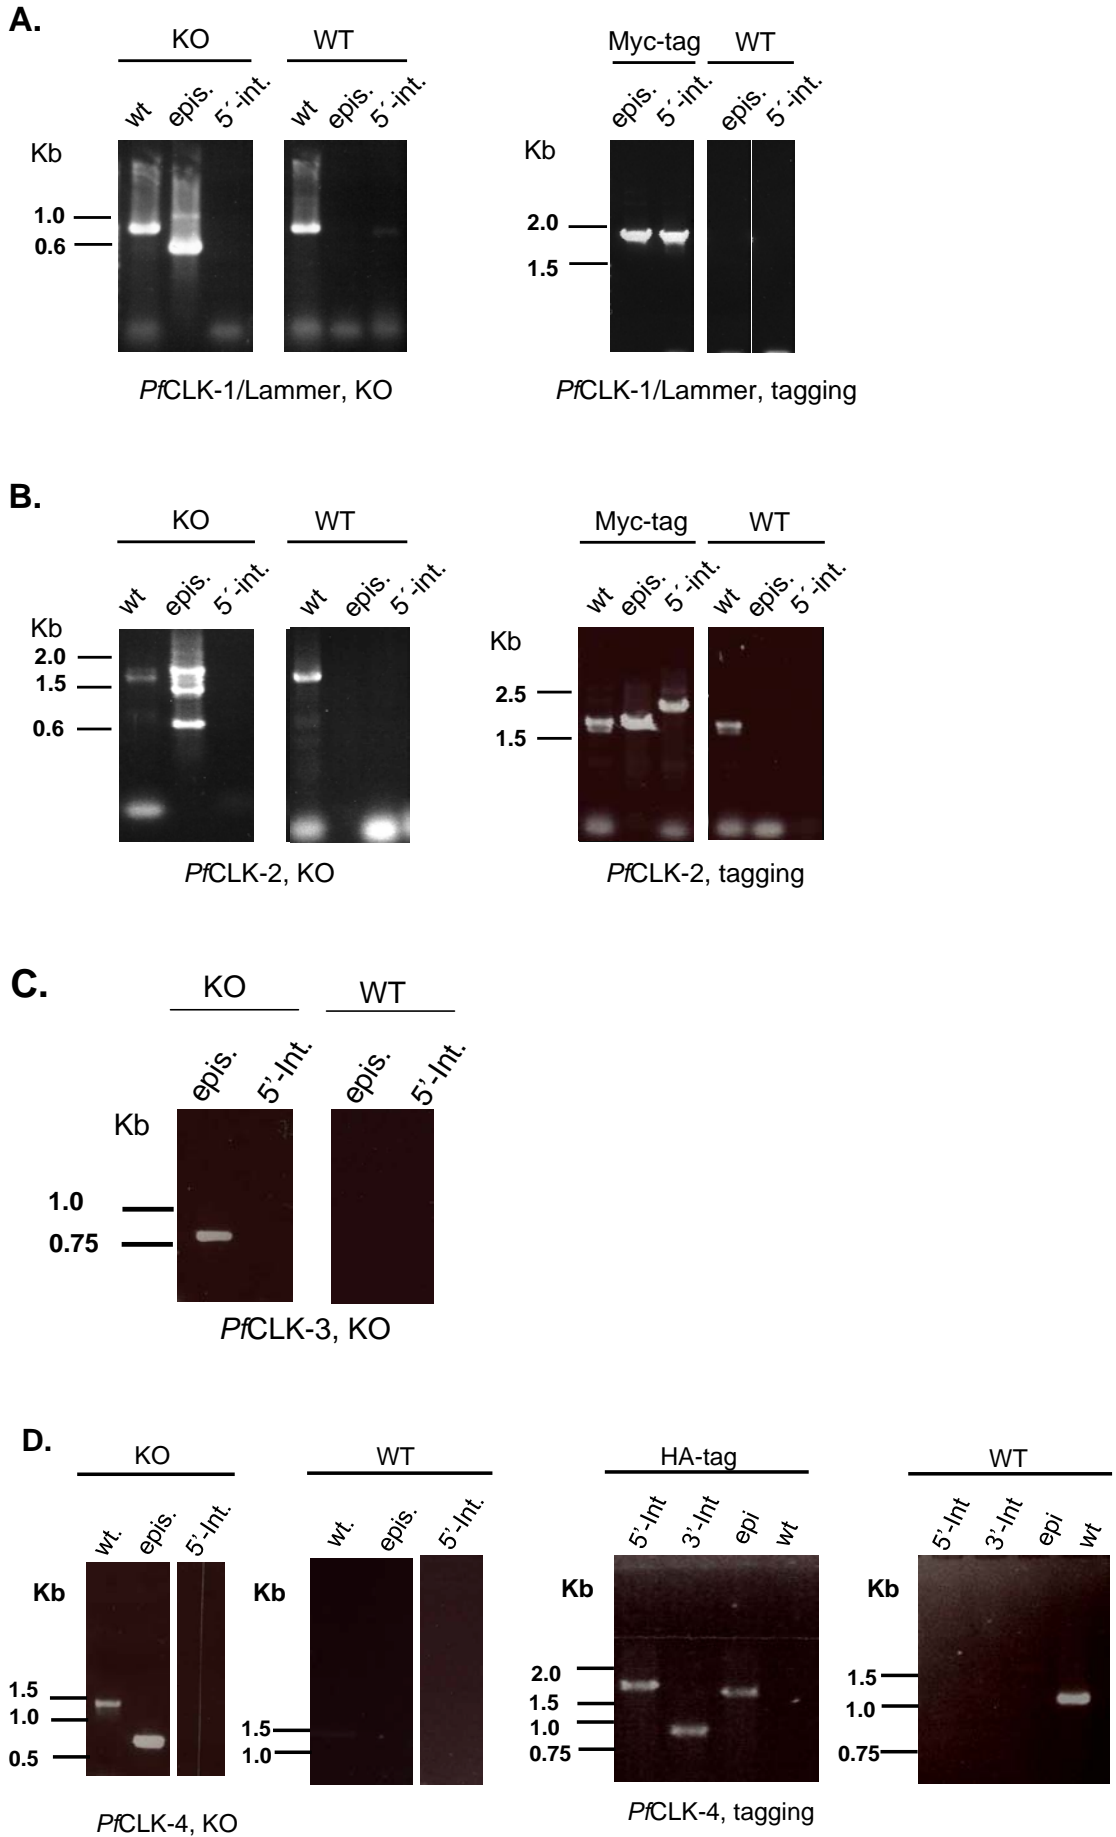 A.
KO WT Myc-tag WT
wt epis. 5´-int. wt epis. 5´-int. epis. 5´-int. epis. 5´-int.
Kb Kb
1.0 2.0
0.6 1.5
PfCLK-1/Lammer, KO PfCLK-1/Lammer, tagging
B.
KO WT Myc-tag WT
wt epis. 5´-int. wt epis. 5´-int. wt epis. 5´-int. wt epis. 5´-int.
Kb Kb
2.0 2.5
1.5 1.5
0.6
PfCLK-2, KO PfCLK-2, tagging
C.
KO WT
epis. 5’-Int. epis. 5’-Int.
Kb
1.0
0.75
PfCLK-3, KO
D.
KO WT HA-tag WT
wt. epis. 5’-Int. wt. epis. 5’-Int. 5’-Int 3’-Int epi wt 5’-Int 3’-Int epi wt
Kb Kb Kb Kb
1.5 1.5 2.0 1.5
1.0 1.0 1.5 1.0
0.5 1.0 0.75
0.75
PfCLK-4, KO PfCLK-4, tagging